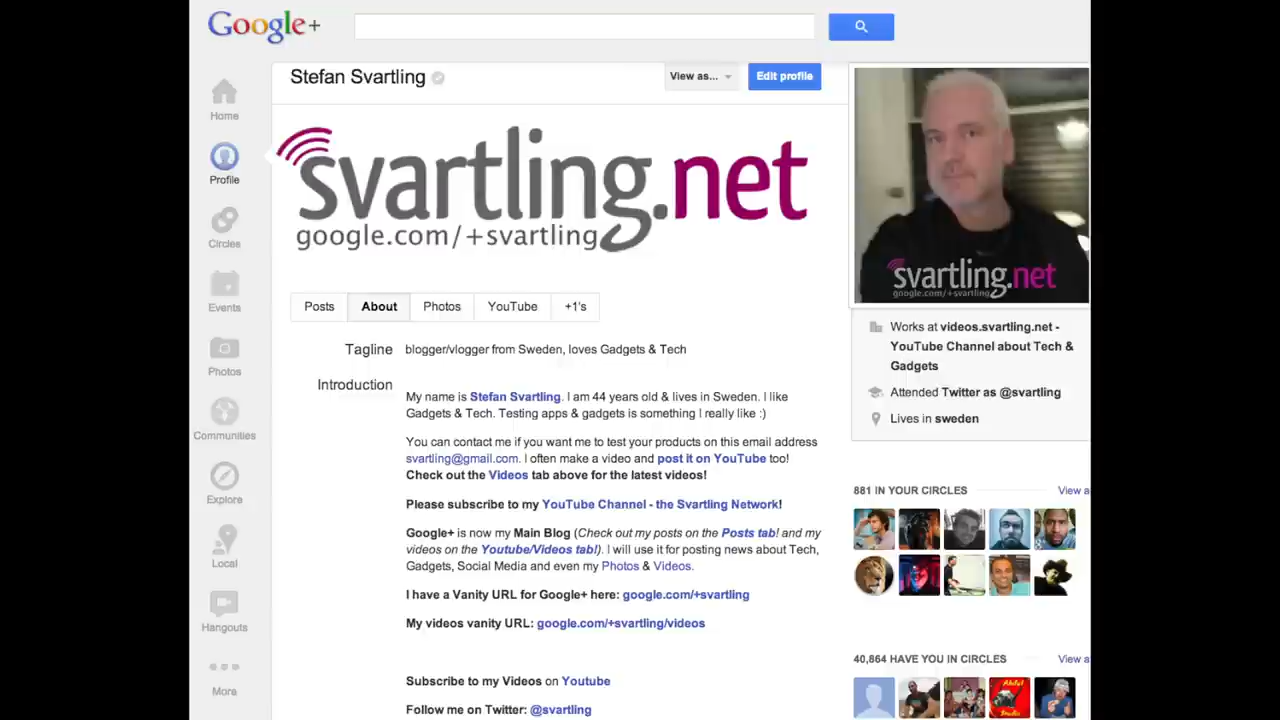 Google+
Stefan Svartling
View as...
Edit profile
svartling.net
google.com/+svartling
svartling.net
google.com/+svartling
Home
Profile
Circles
Events
Photos
Communities
Explore
Local
Hangouts
More
Posts
About
Photos
YouTube
+1's
Tagline
blogger/vlogger from Sweden, loves Gadgets & Tech
Introduction
My name is Stefan Svartling. I am 44 years old & lives in Sweden. I like
Gadgets & Tech. Testing apps & gadgets is something I really like :)
You can contact me if you want me to test your products on this email address
svartling@gmail.com. I often make a video and post it on YouTube too!
Check out the Videos tab above for the latest videos!
Please subscribe to my YouTube Channel - the Svartling Network!
Google+ is now my Main Blog (Check out my posts on the Posts tab! and my
videos on the Youtube/Videos tab!). I will use it for posting news about Tech,
Gadgets, Social Media and even my Photos & Videos.
I have a Vanity URL for Google+ here: google.com/+svartling
My videos vanity URL: google.com/+svartling/videos
Subscribe to my Videos on Youtube
Follow me on Twitter: @svartling
Works at videos.svartling.net -
YouTube Channel about Tech &
Gadgets
Attended Twitter as @svartling
Lives in sweden
881 IN YOUR CIRCLES
View a
40,864 HAVE YOU IN CIRCLES
View a